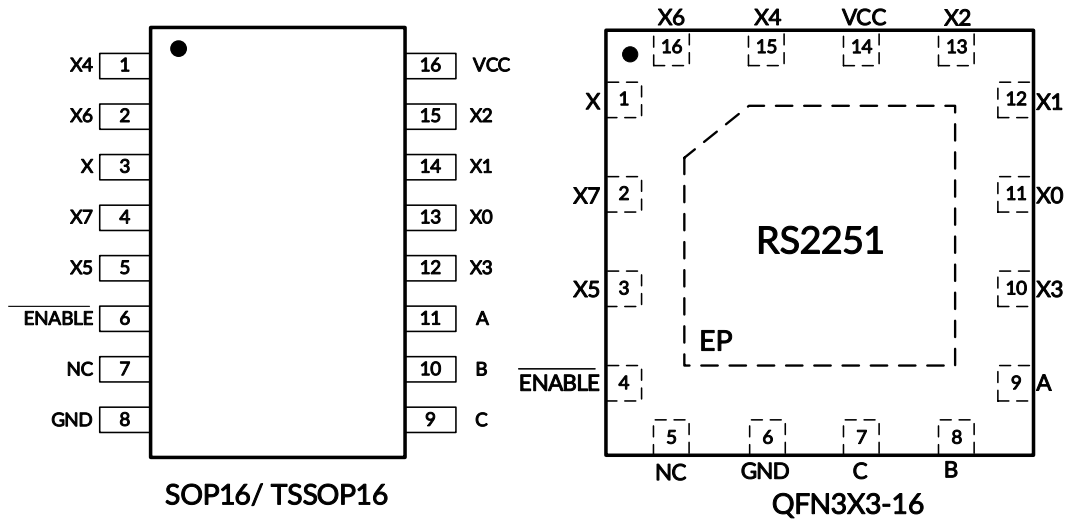 X4 1 16 VCC
X6 2 15 X2
X 3 14 X1
X7 4 13 X0
X5 5 12 X3
ENABLE 6 11 A
NC 7 10 B
GND 8 9 C
SOP16/ TSSOP16
X6 X4 VCC X2
16 15 14 13
X 1 12 X1
X7 2 11 X0
RS2251
X5 3 10 X3
EP
ENABLE 4 9 A
5 6 7 8
NC GND C B
QFN3X3-16